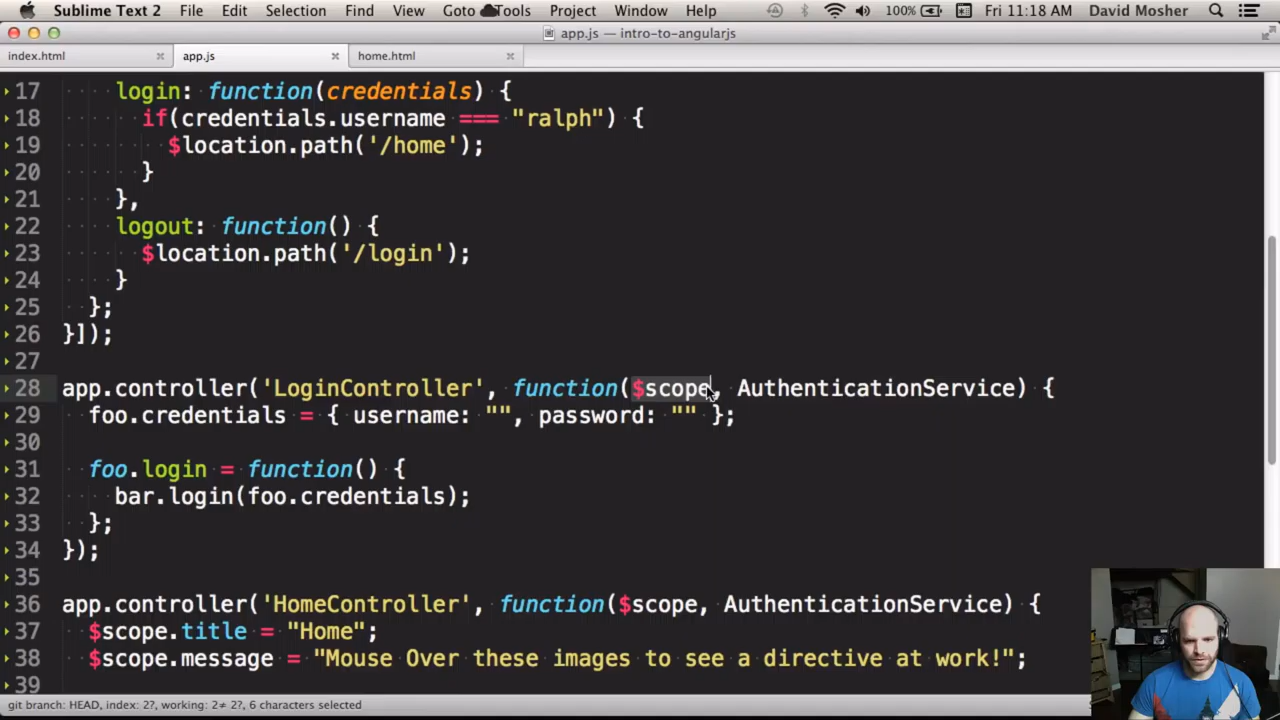 Sublime Text 2 File Edit Selection Find View Goto Tools Project Window Help 100% Fri 11:18 AM David Mosher
app.js — intro-to-angularjs
index.html app.js home.html
17 login: function(credentials) {
18 if(credentials.username === "ralph") {
19 $location.path('/home');
20 }
21 },
22 logout: function() {
23 $location.path('/login');
24 }
25 };
26 }]);
27
28 app.controller('LoginController', function($scope, AuthenticationService) {
29 foo.credentials = { username: "", password: "" };
30
31 foo.login = function() {
32 bar.login(foo.credentials);
33 };
34 });
35
36 app.controller('HomeController', function($scope, AuthenticationService) {
37 $scope.title = "Home";
38 $scope.message = "Mouse Over these images to see a directive at work!";
39
git branch: HEAD, index: 2?, working: 2≠ 2?, 6 characters selected